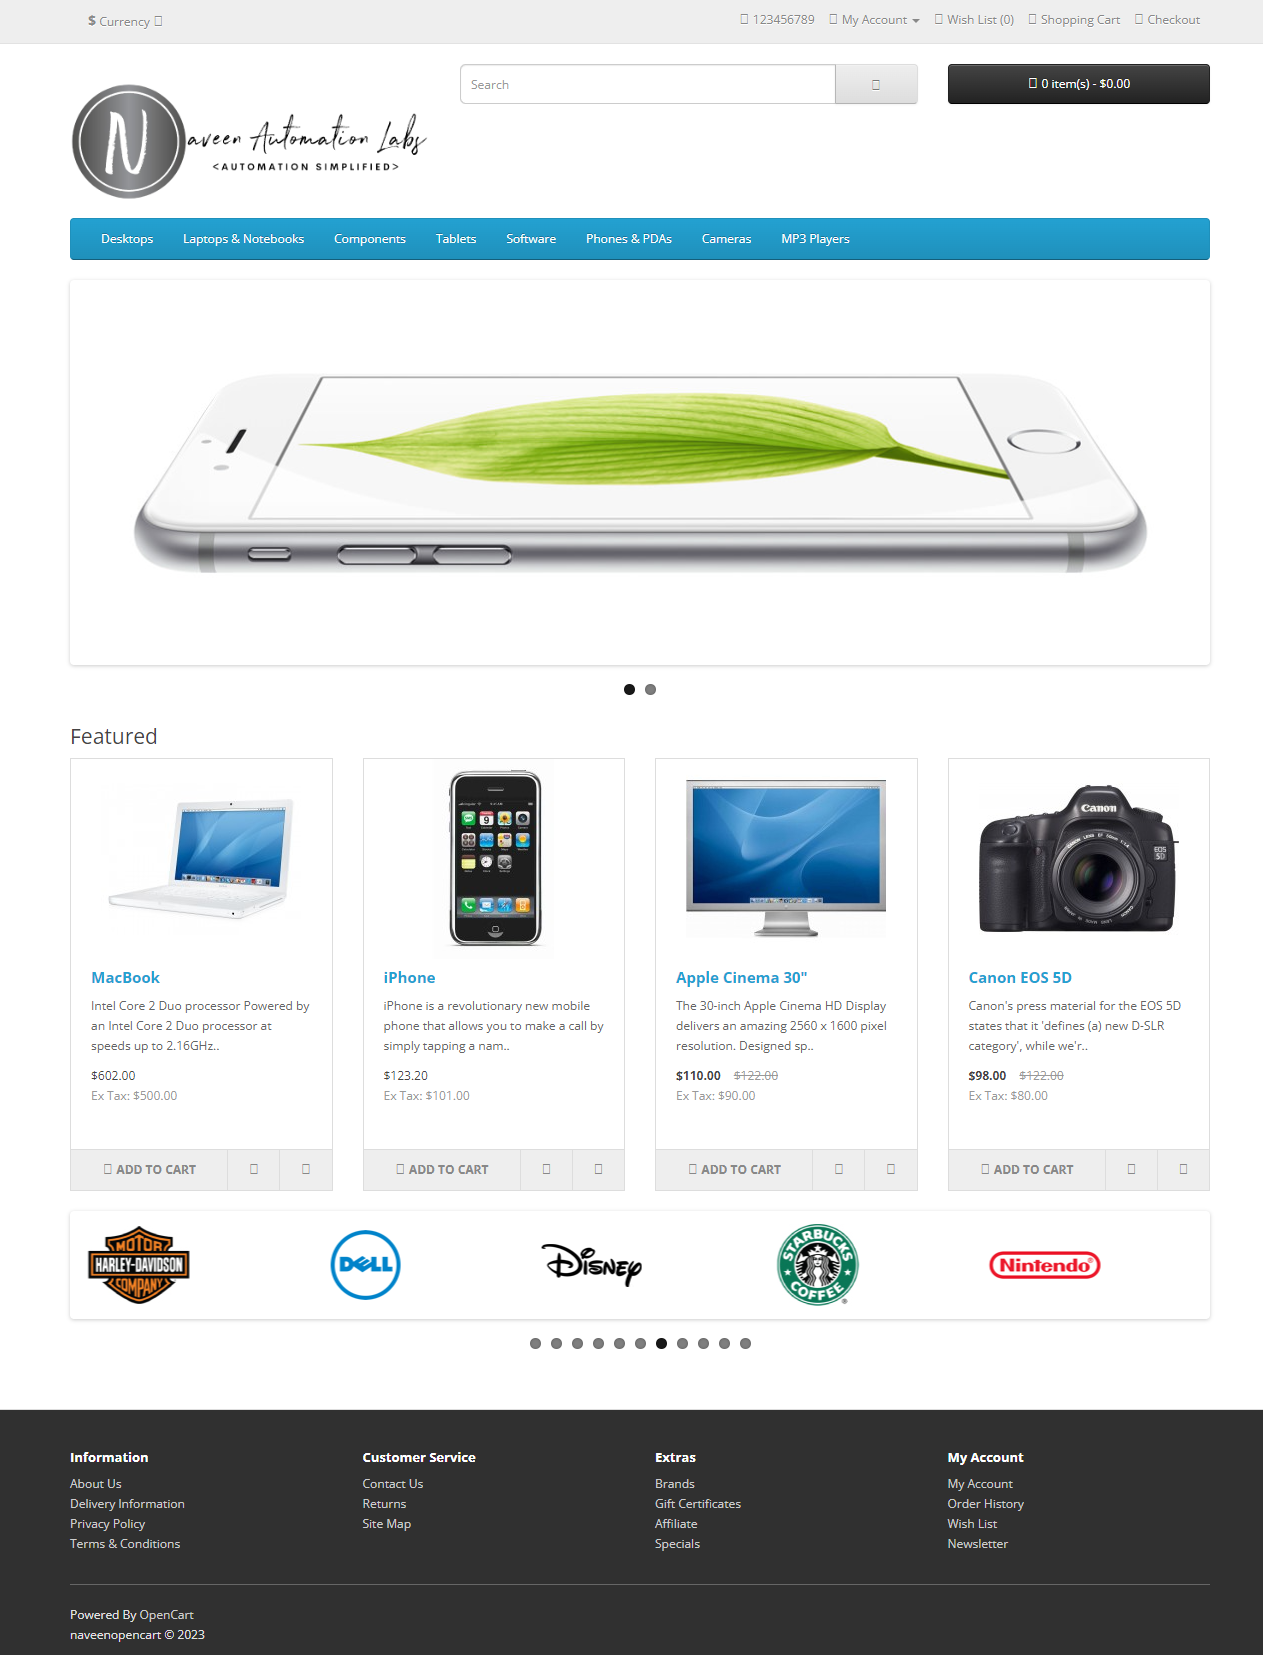 $ Currency
123456789 My Account Wish List (0) Shopping Cart Checkout
Search
0 item(s) - $0.00
N
aveen Automation Labs
<AUTOMATION SIMPLIFIED>
Desktops Laptops & Notebooks Components Tablets Software Phones & PDAs Cameras MP3 Players
Featured
Canon
EOS
5D
MacBook
Intel Core 2 Duo processor Powered by
an Intel Core 2 Duo processor at
speeds up to 2.16GHz..
$602.00
Ex Tax: $500.00
ADD TO CART
iPhone
iPhone is a revolutionary new mobile
phone that allows you to make a call by
simply tapping a nam..
$123.20
Ex Tax: $101.00
ADD TO CART
Apple Cinema 30"
The 30-inch Apple Cinema HD Display
delivers an amazing 2560 x 1600 pixel
resolution. Designed sp..
$110.00 $122.00
Ex Tax: $90.00
ADD TO CART
Canon EOS 5D
Canon's press material for the EOS 5D
states that it 'defines (a) new D-SLR
category', while we'r..
$98.00 $122.00
Ex Tax: $80.00
ADD TO CART
MOTOR
HARLEY-DAVIDSON
COMPANY
DELL
Disney
STARBUCKS
COFFEE
Nintendo
Information
About Us
Delivery Information
Privacy Policy
Terms & Conditions
Customer Service
Contact Us
Returns
Site Map
Extras
Brands
Gift Certificates
Affiliate
Specials
My Account
My Account
Order History
Wish List
Newsletter
Powered By OpenCart
naveenopencart © 2023